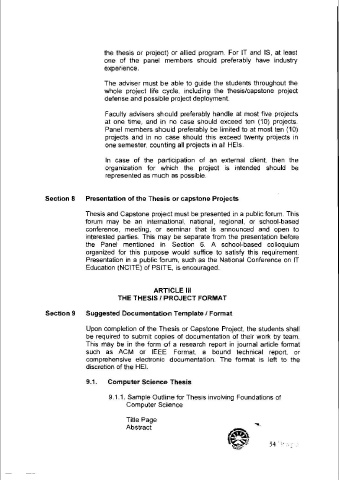 the thesis or project) or allied program. For IT and IS, at least
one of the panel members should preferably have industry
experience.
The adviser must be able to guide the students throughout the
whole project life cycle, including the thesis/capstone project
defense and possible project deployment.
Faculty advisers should preferably handle at most five projects
at one time, and in no case should exceed ten (10) projects.
Panel members should preferably be limited to at most ten (10)
projects and in no case should this exceed twenty projects in
one semester, counting all projects in all HEIs.
In case of the participation of an external client, then the
organization for which the project is intended should be
represented as much as possible.
Section 8 Presentation of the Thesis or capstone Projects
Thesis and Capstone project must be presented in a public forum. This
forum may be an international, national, regional, or school-based
conference, meeting, or seminar that is announced and open to
interested parties. This may be separate from the presentation before
the Panel mentioned in Section 6. A school-based colloquium
organized for this purpose would suffice to satisfy this requirement.
Presentation in a public forum, such as the National Conference on IT
Education (NCITE) of PSITE, is encouraged.
ARTICLE III
THE THESIS / PROJECT FORMAT
Section 9 Suggested Documentation Template / Format
Upon completion of the Thesis or Capstone Project, the students shall
be required to submit copies of documentation of their work by team.
This may be in the form of a research report in journal article format
such as ACM or IEEE Format, a bound technical report, or
comprehensive electronic documentation. The format is left to the
discretion of the HEI.
9.1. Computer Science Thesis
9.1.1. Sample Outline for Thesis involving Foundations of
Computer Science
Title Page
Abstract
34